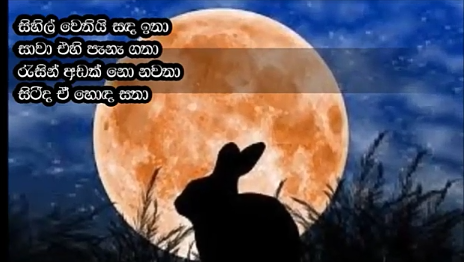 සිහිල් වෙතියි සඳ ඉතා
සාවා එහි පැනැ ගතා
රැසින් අඩක් නො නවතා
සිටීද ඒ හොඳ සතා